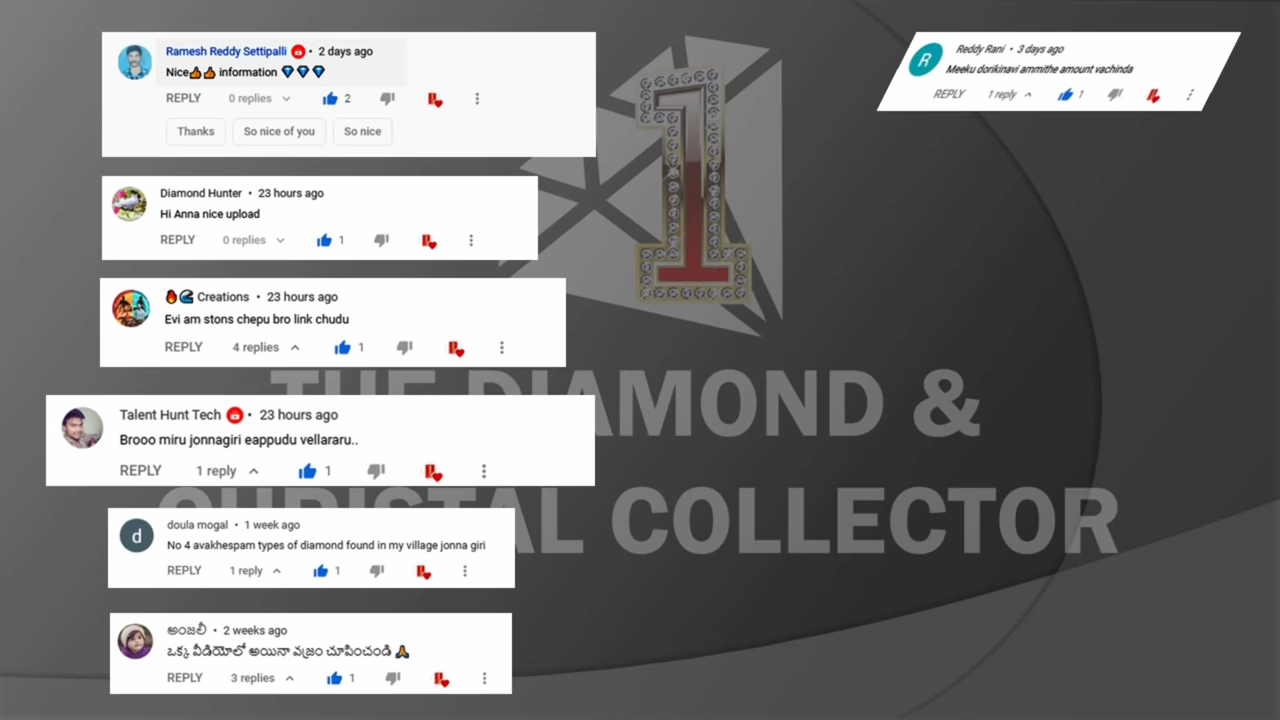 Ramesh Reddy Settipalli • 2 days ago
Nice👍👍 information 💎💎💎
REPLY 0 replies 2
Thanks So nice of you So nice
Diamond Hunter • 23 hours ago
Hi Anna nice upload
REPLY 0 replies 1
🔥🌊 Creations • 23 hours ago
Evi am stons chepu bro link chudu
REPLY 4 replies 1
Talent Hunt Tech • 23 hours ago
Brooo miru jonnagiri eappudu vellararu..
REPLY 1 reply 1
doula mogal • 1 week ago
No 4 avakhespam types of diamond found in my village jonna giri
REPLY 1 reply 1
అంజలీ • 2 weeks ago
ఒక్క వీడియోలో అయినా వజ్రం చూపించండి 🙏
REPLY 3 replies 1
R
Reddy Rani • 3 days ago
Meeku dorikinavi ammithe amount vachinda
REPLY 1 reply 1
d
1
THE DIAMOND &
CHRISTAL COLLECTOR